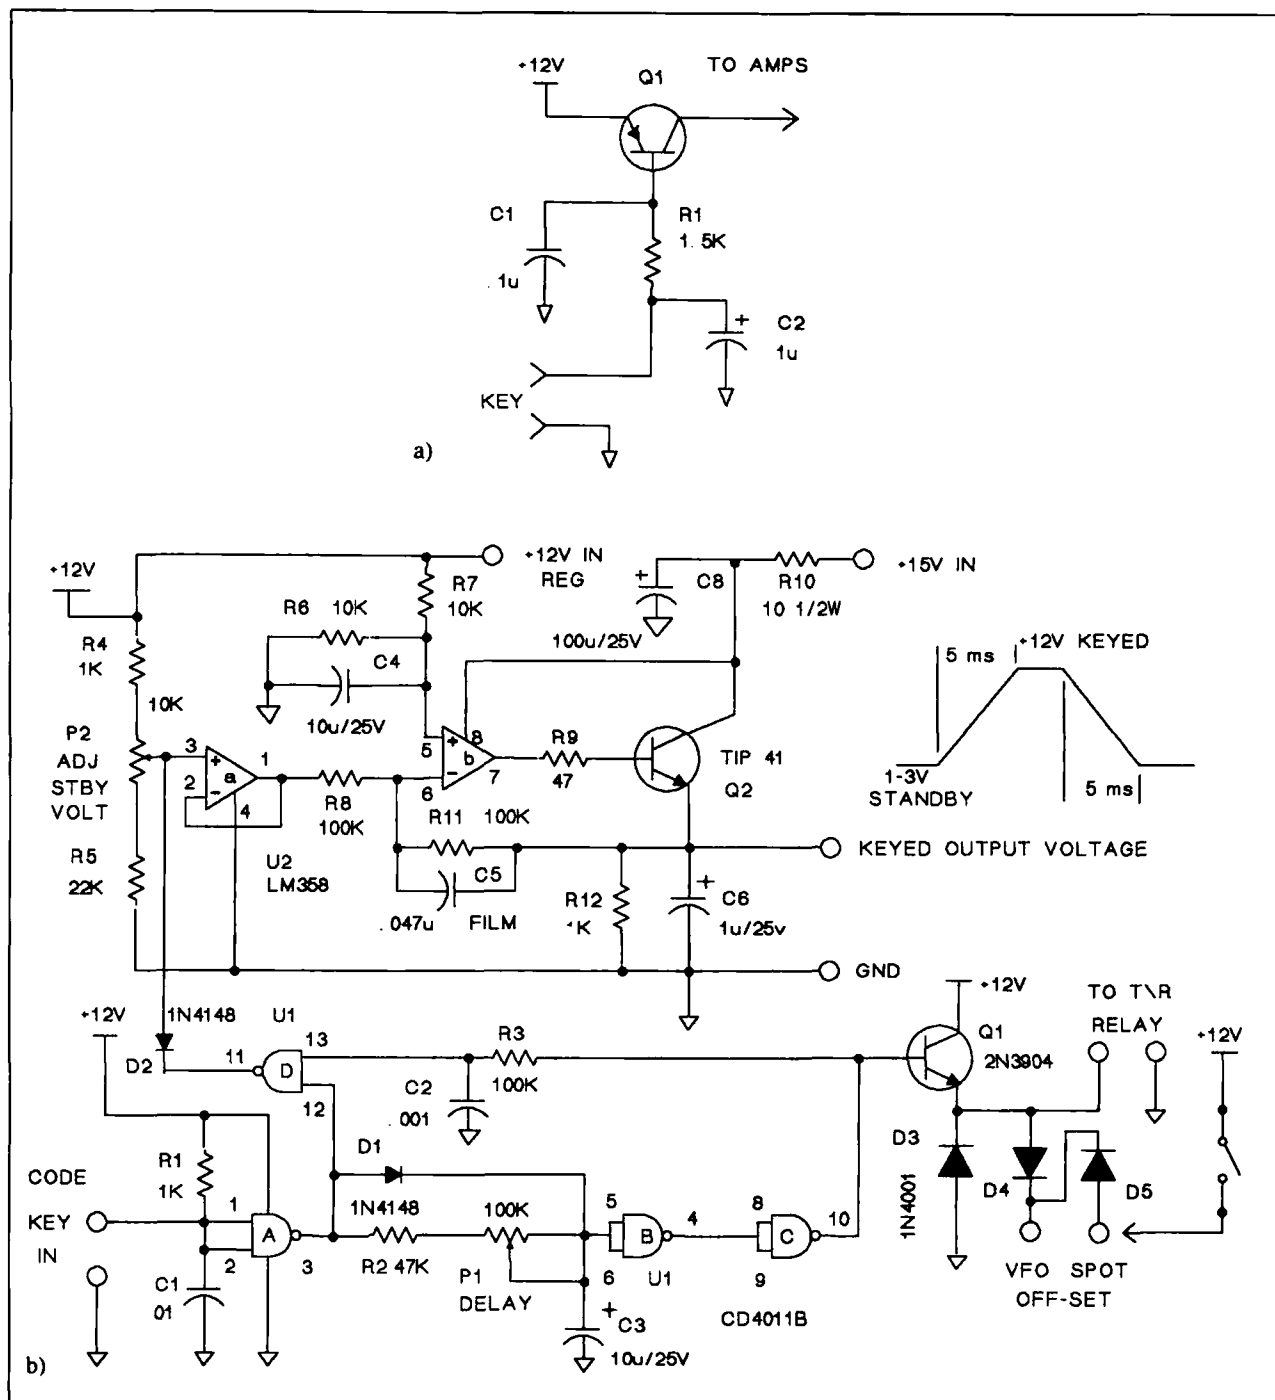 +12V
TO AMPS
Q1
C1
.1u
R1
1.5K
C2
1u
KEY
a)
+12V
+12V IN
REG
R7
10K
R6
10K
C4
10u/25V
R4
1K
10K
P2
ADJ
STBY
VOLT
R5
22K
3
2
+
-
a
1
4
U2
LM358
R8
100K
5
6
+
-
8
b
7
R9
47
R11
100K
C5
.047u
FILM
+
C8
100u/25V
R10
10 1/2W
+15V IN
TIP 41
Q2
R12
1K
+
C6
1u/25v
KEYED OUTPUT VOLTAGE
GND
5 ms
+12V KEYED
1-3V
STANDBY
5 ms
+12V
1N4148
D2
U1
11
D
13
12
C2
.001
R3
100K
+12V
Q1
2N3904
TO T\R
RELAY
+12V
D3
1N4001
D4
D5
VFO SPOT
OFF-SET
CODE
KEY
IN
R1
1K
1
2
A
3
C1
01
D1
1N4148
R2 47K
100K
P1
DELAY
5
6
B
4
U1
8
9
C
10
CD4011B
+
C3
10u/25V
b)